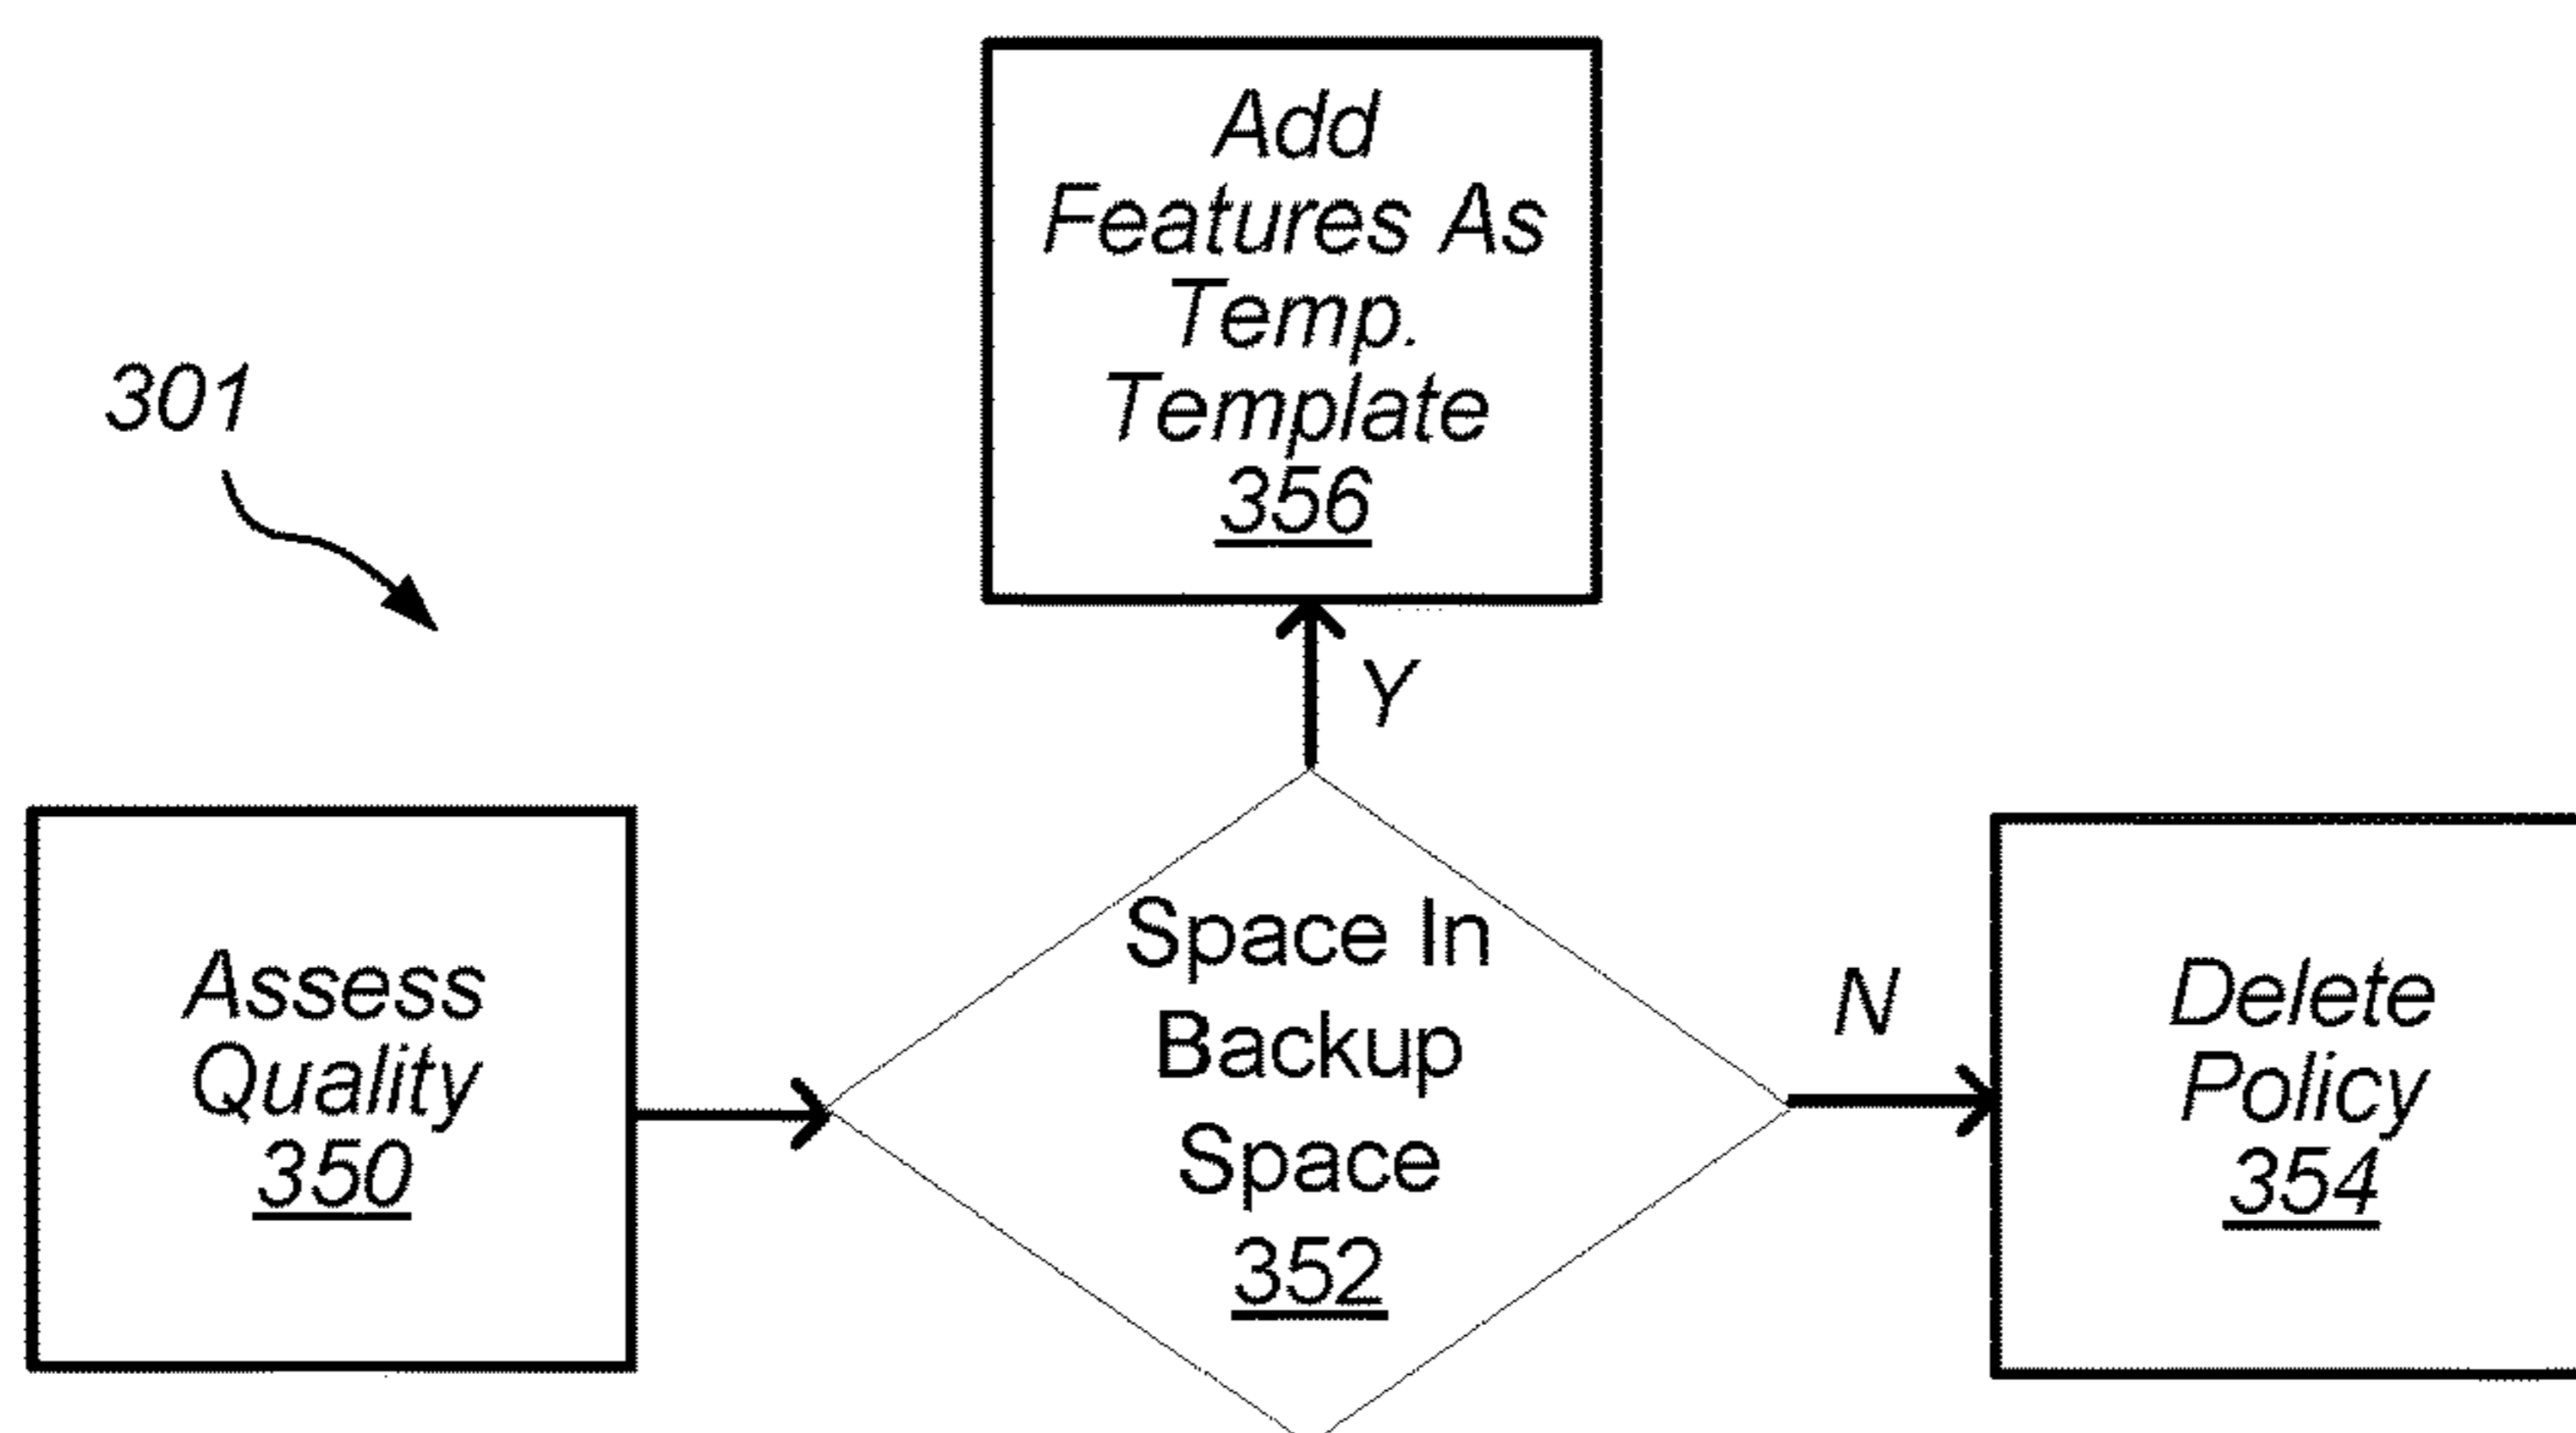 Add
Features As
Temp.
Template
356
301
Y
Assess
Quality
350
Space In
Backup
Space
352
N
Delete
Policy
354